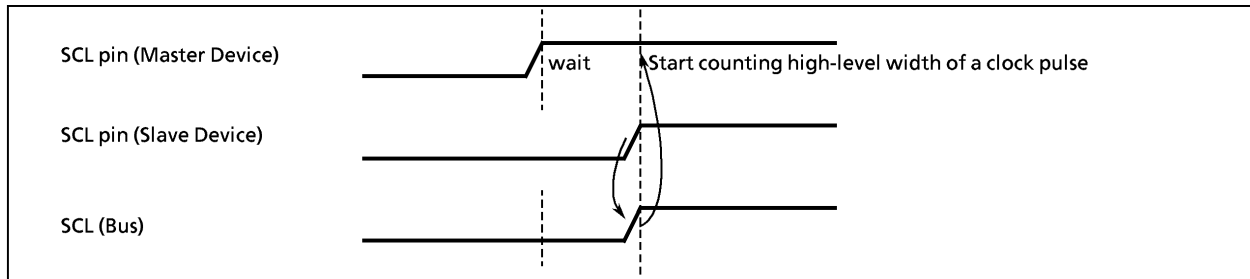 SCL pin (Master Device)
wait
Start counting high-level width of a clock pulse
SCL pin (Slave Device)
SCL (Bus)